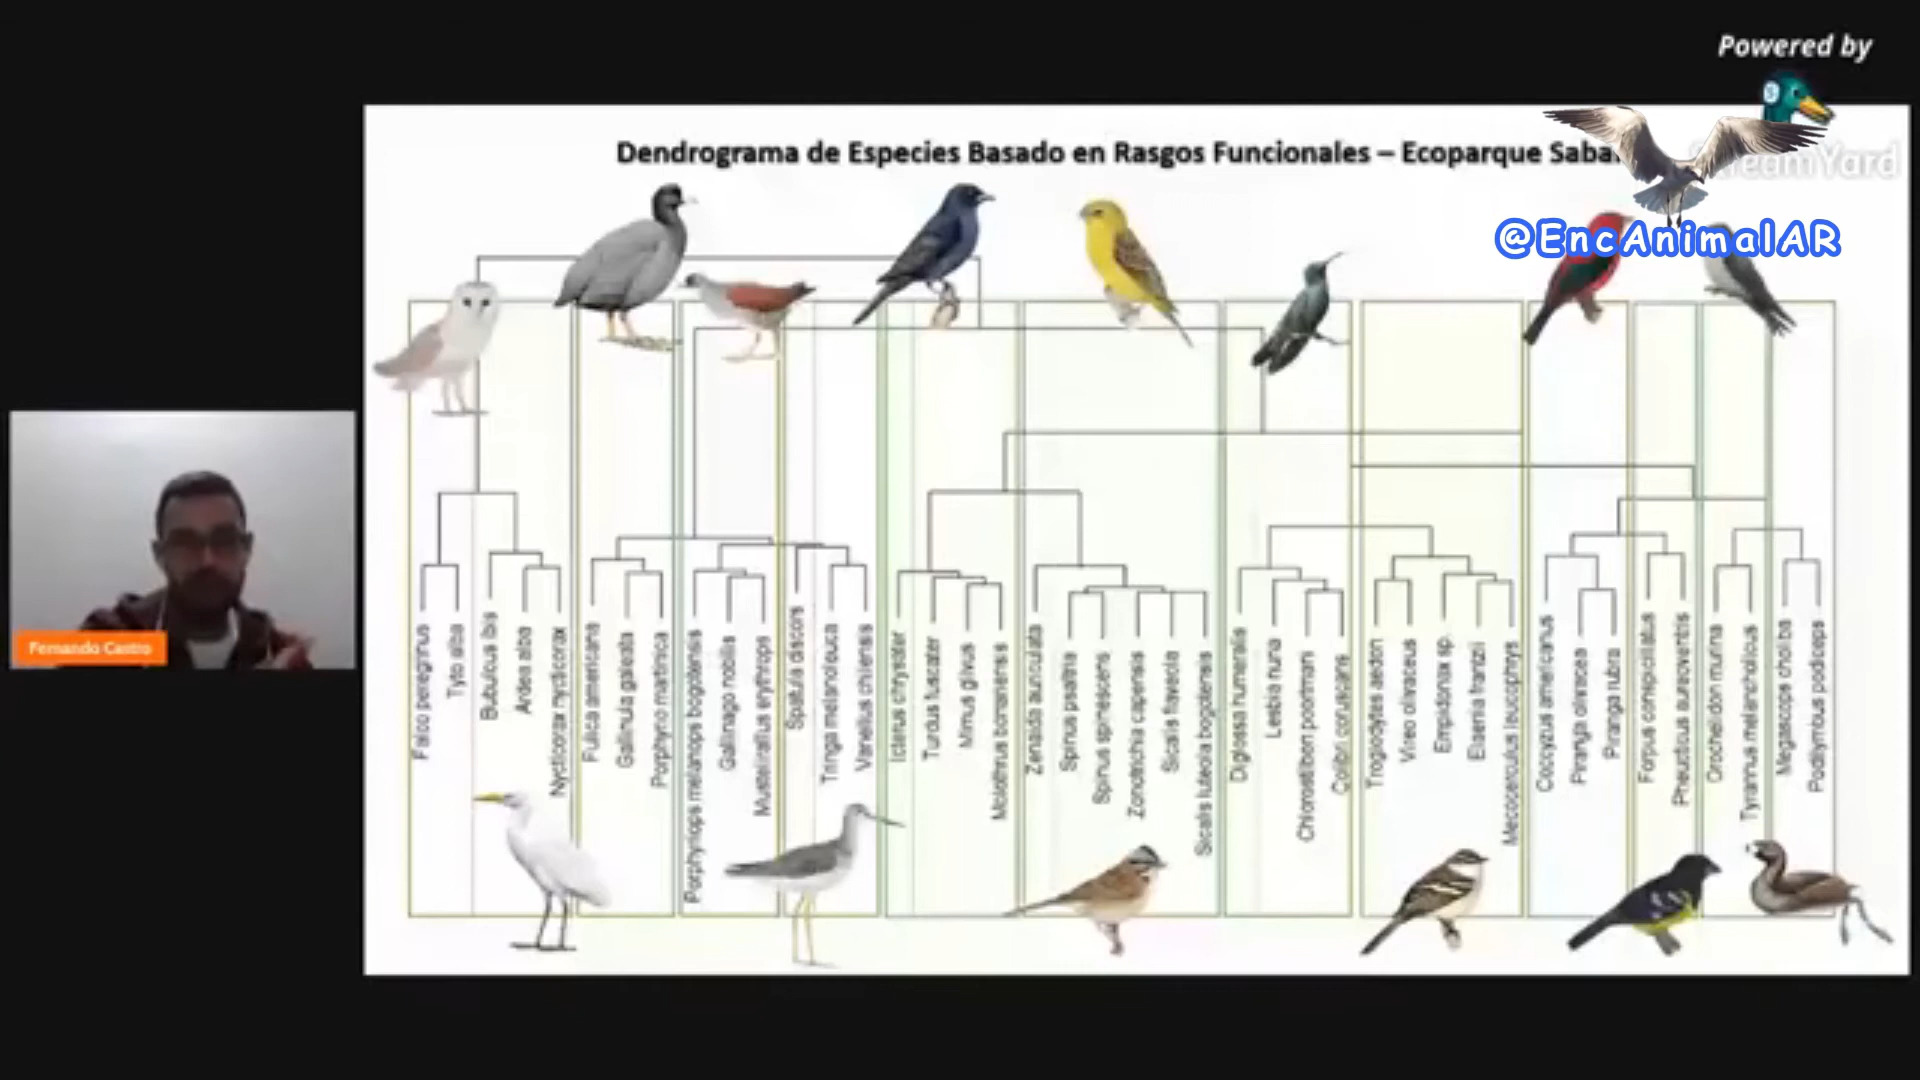 Powered by
Dendrograma de Especies Basado en Rasgos Funcionales – Ecoparque Saba
eamYard
@EncAnimalAR
Fernando Castro
Falco peregrinus
Tyto alba
Bubulcus ibis
Ardea alba
Nycticorax nycticorax
Fulica americana
Gallinula galeata
Porphyrio martinica
Porphyriops melanops bogotensis
Gallinago nobilis
Mustelirallus erythrops
Spatula discors
Tringa melanoleuca
Vanellus chilensis
Icterus chrysater
Turdus fuscater
Mimus gilvus
Molothrus bonariensis
Zenaida auriculata
Spinus psaltria
Spinus spinescens
Zonotrichia capensis
Sicalis flaveola
Sicalis luteola bogotensis
Diglossa humeralis
Lesbia nuna
Chlorostilbon poortmani
Colibri coruscans
Troglodytes aedon
Vireo olivaceus
Empidonax sp.
Elaenia frantzii
Mecocerculus leucophrys
Coccyzus americanus
Piranga olivacea
Piranga rubra
Forpus conspicillatus
Pheucticus aureoventris
Orochelidon murina
Tyrannus melancholicus
Megascops choliba
Podilymbus podiceps